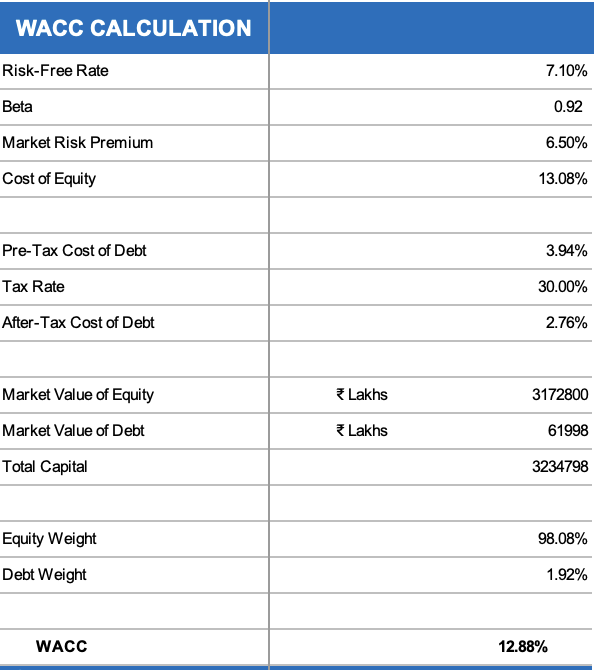 WACC CALCULATION
Risk-Free Rate 7.10%
Beta 0.92
Market Risk Premium 6.50%
Cost of Equity 13.08%
Pre-Tax Cost of Debt 3.94%
Tax Rate 30.00%
After-Tax Cost of Debt 2.76%
Market Value of Equity ₹ Lakhs 3172800
Market Value of Debt ₹ Lakhs 61998
Total Capital 3234798
Equity Weight 98.08%
Debt Weight 1.92%
WACC 12.88%